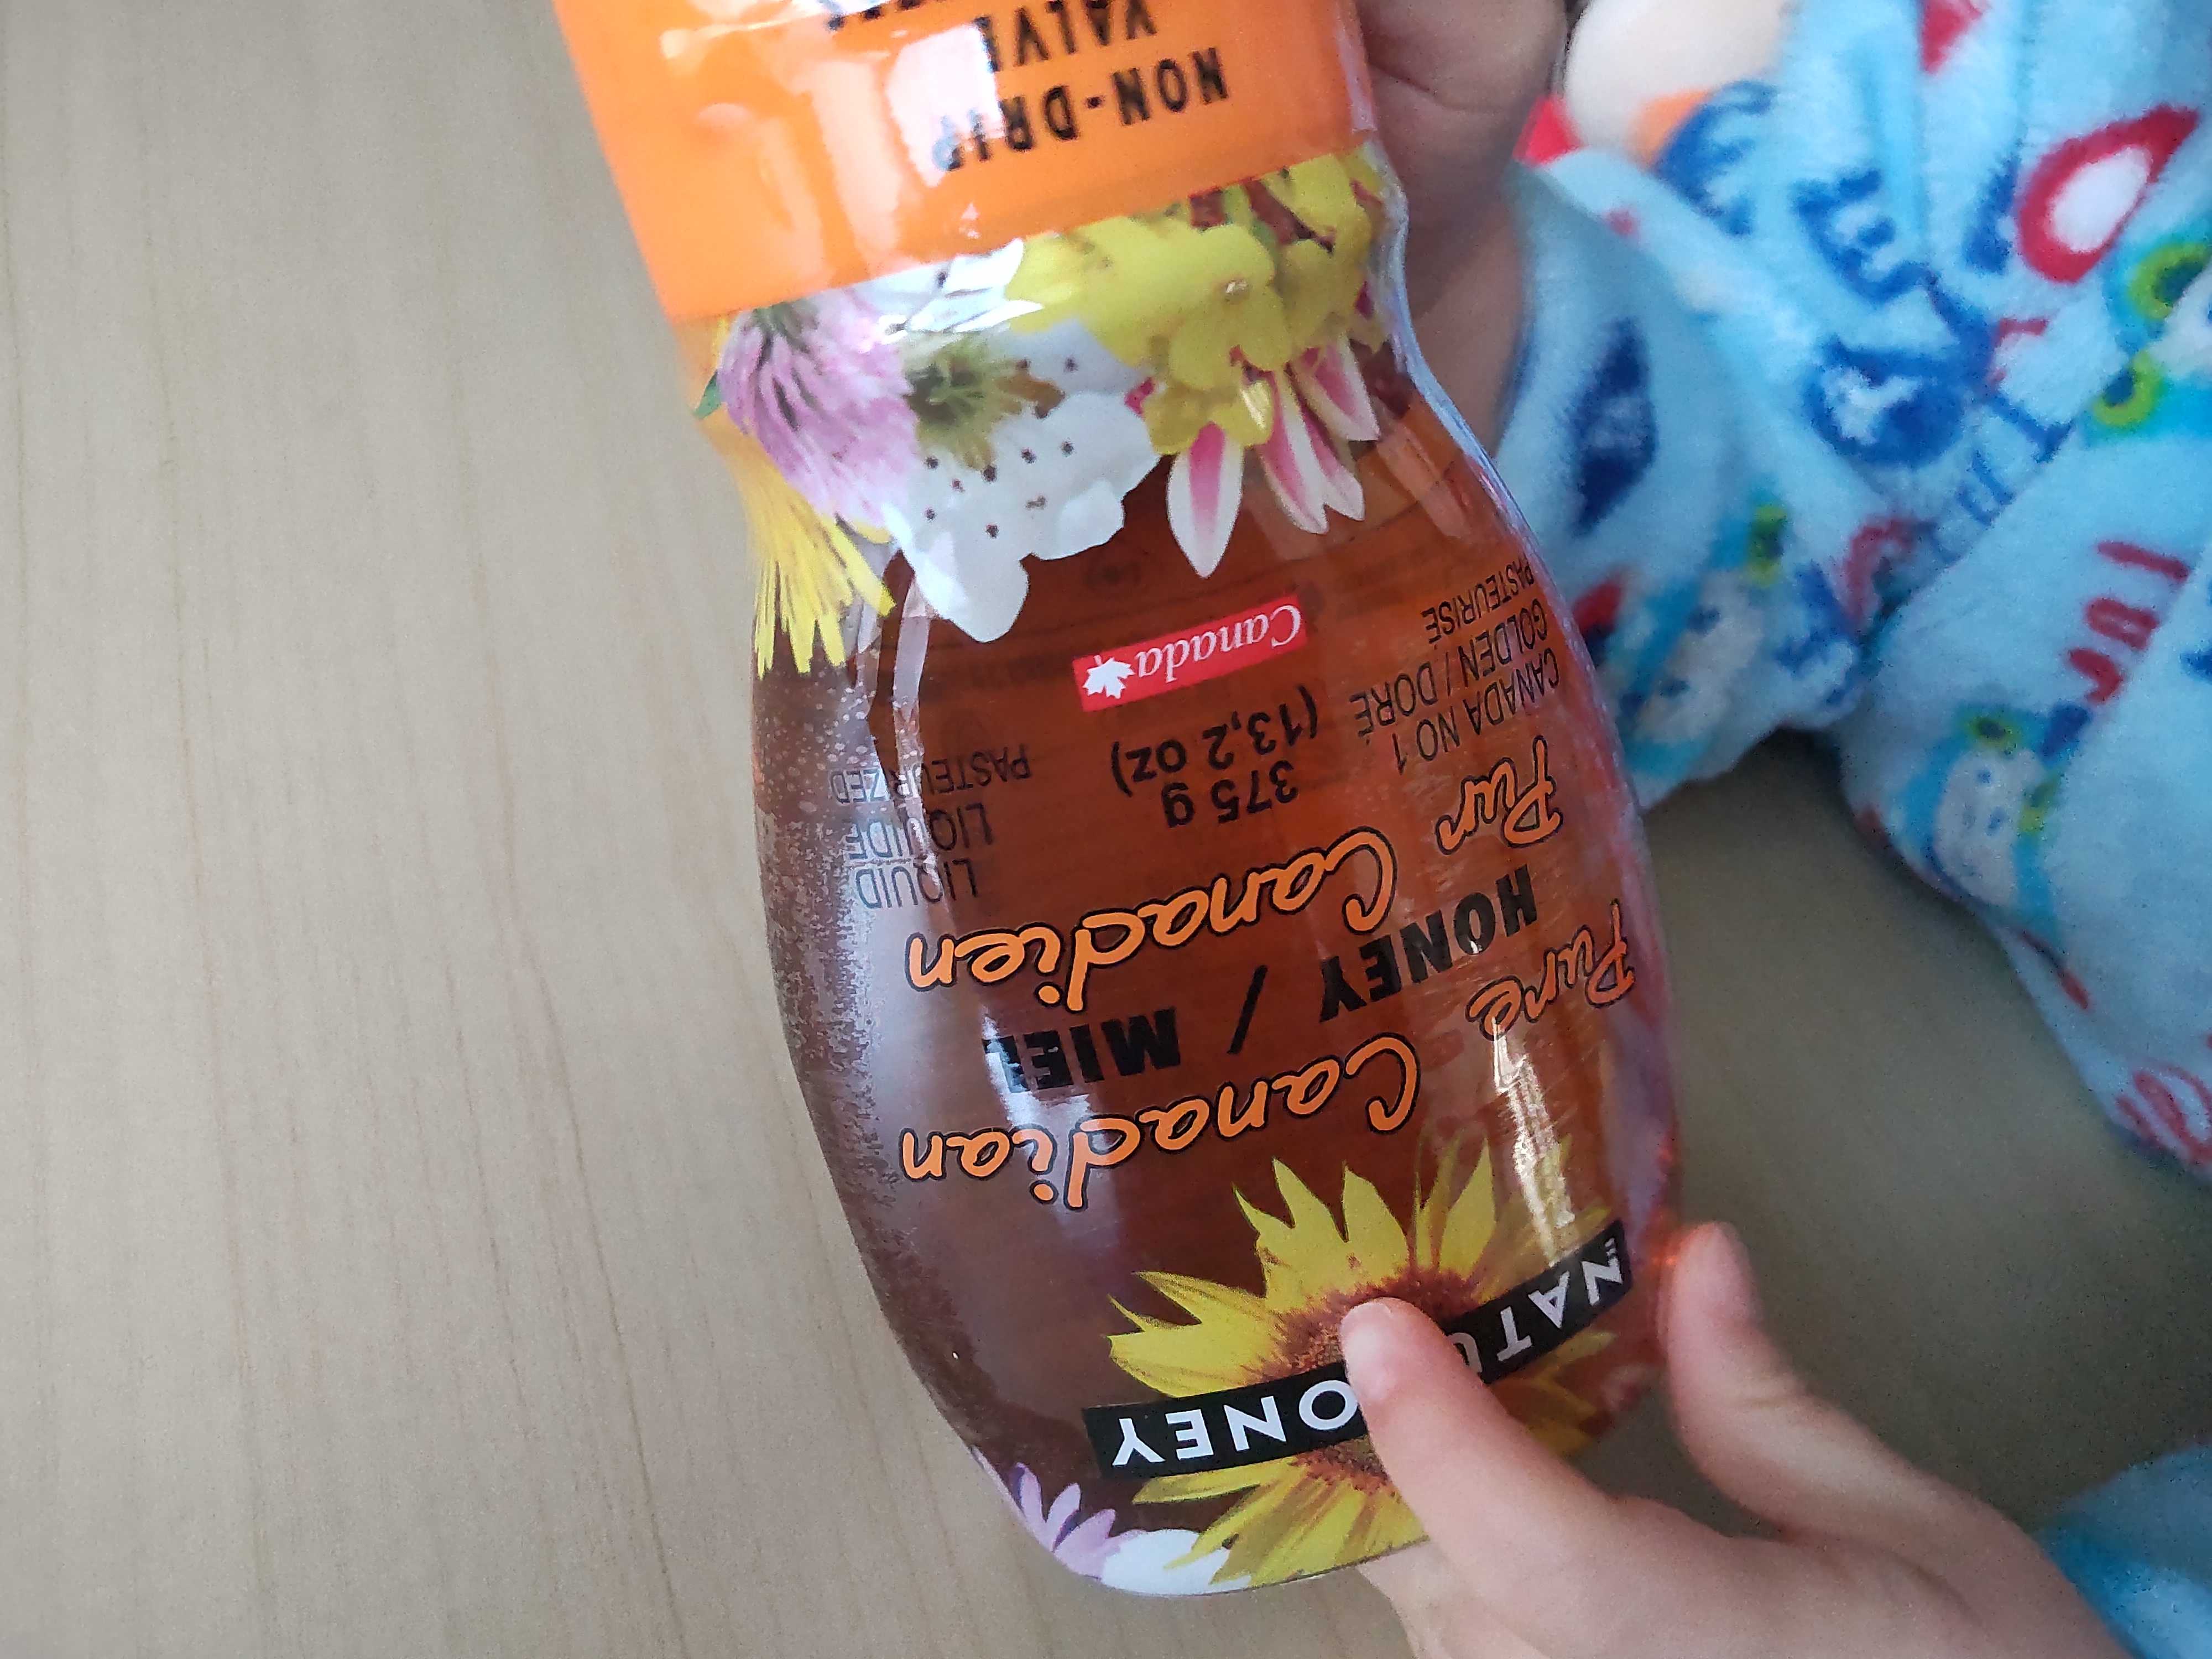 HONEY
Pure Canadian
HONEY / MIEL
Pur Canadien
CANADA NO 1
GOLDEN / DORÉ
PASTEURISÉ
375 g
(13,2 oz)
LIQUID
LIQUIDE
PASTEURIZED
Canada
NON-DRIP
VALVE